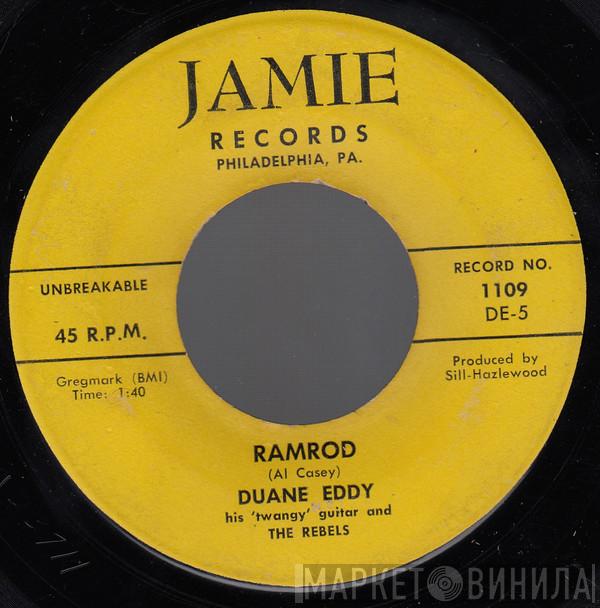 JAMIE
RECORDS
PHILADELPHIA, PA.
UNBREAKABLE
45 R.P.M.
Gregmark (BMI)
Time: 1:40
RECORD NO.
1109
DE-5
Produced by
Sill-Hazlewood
RAMROD
(Al Casey)
DUANE EDDY
his 'twangy' guitar and
THE REBELS
МАРКЕТ ВИНИЛА